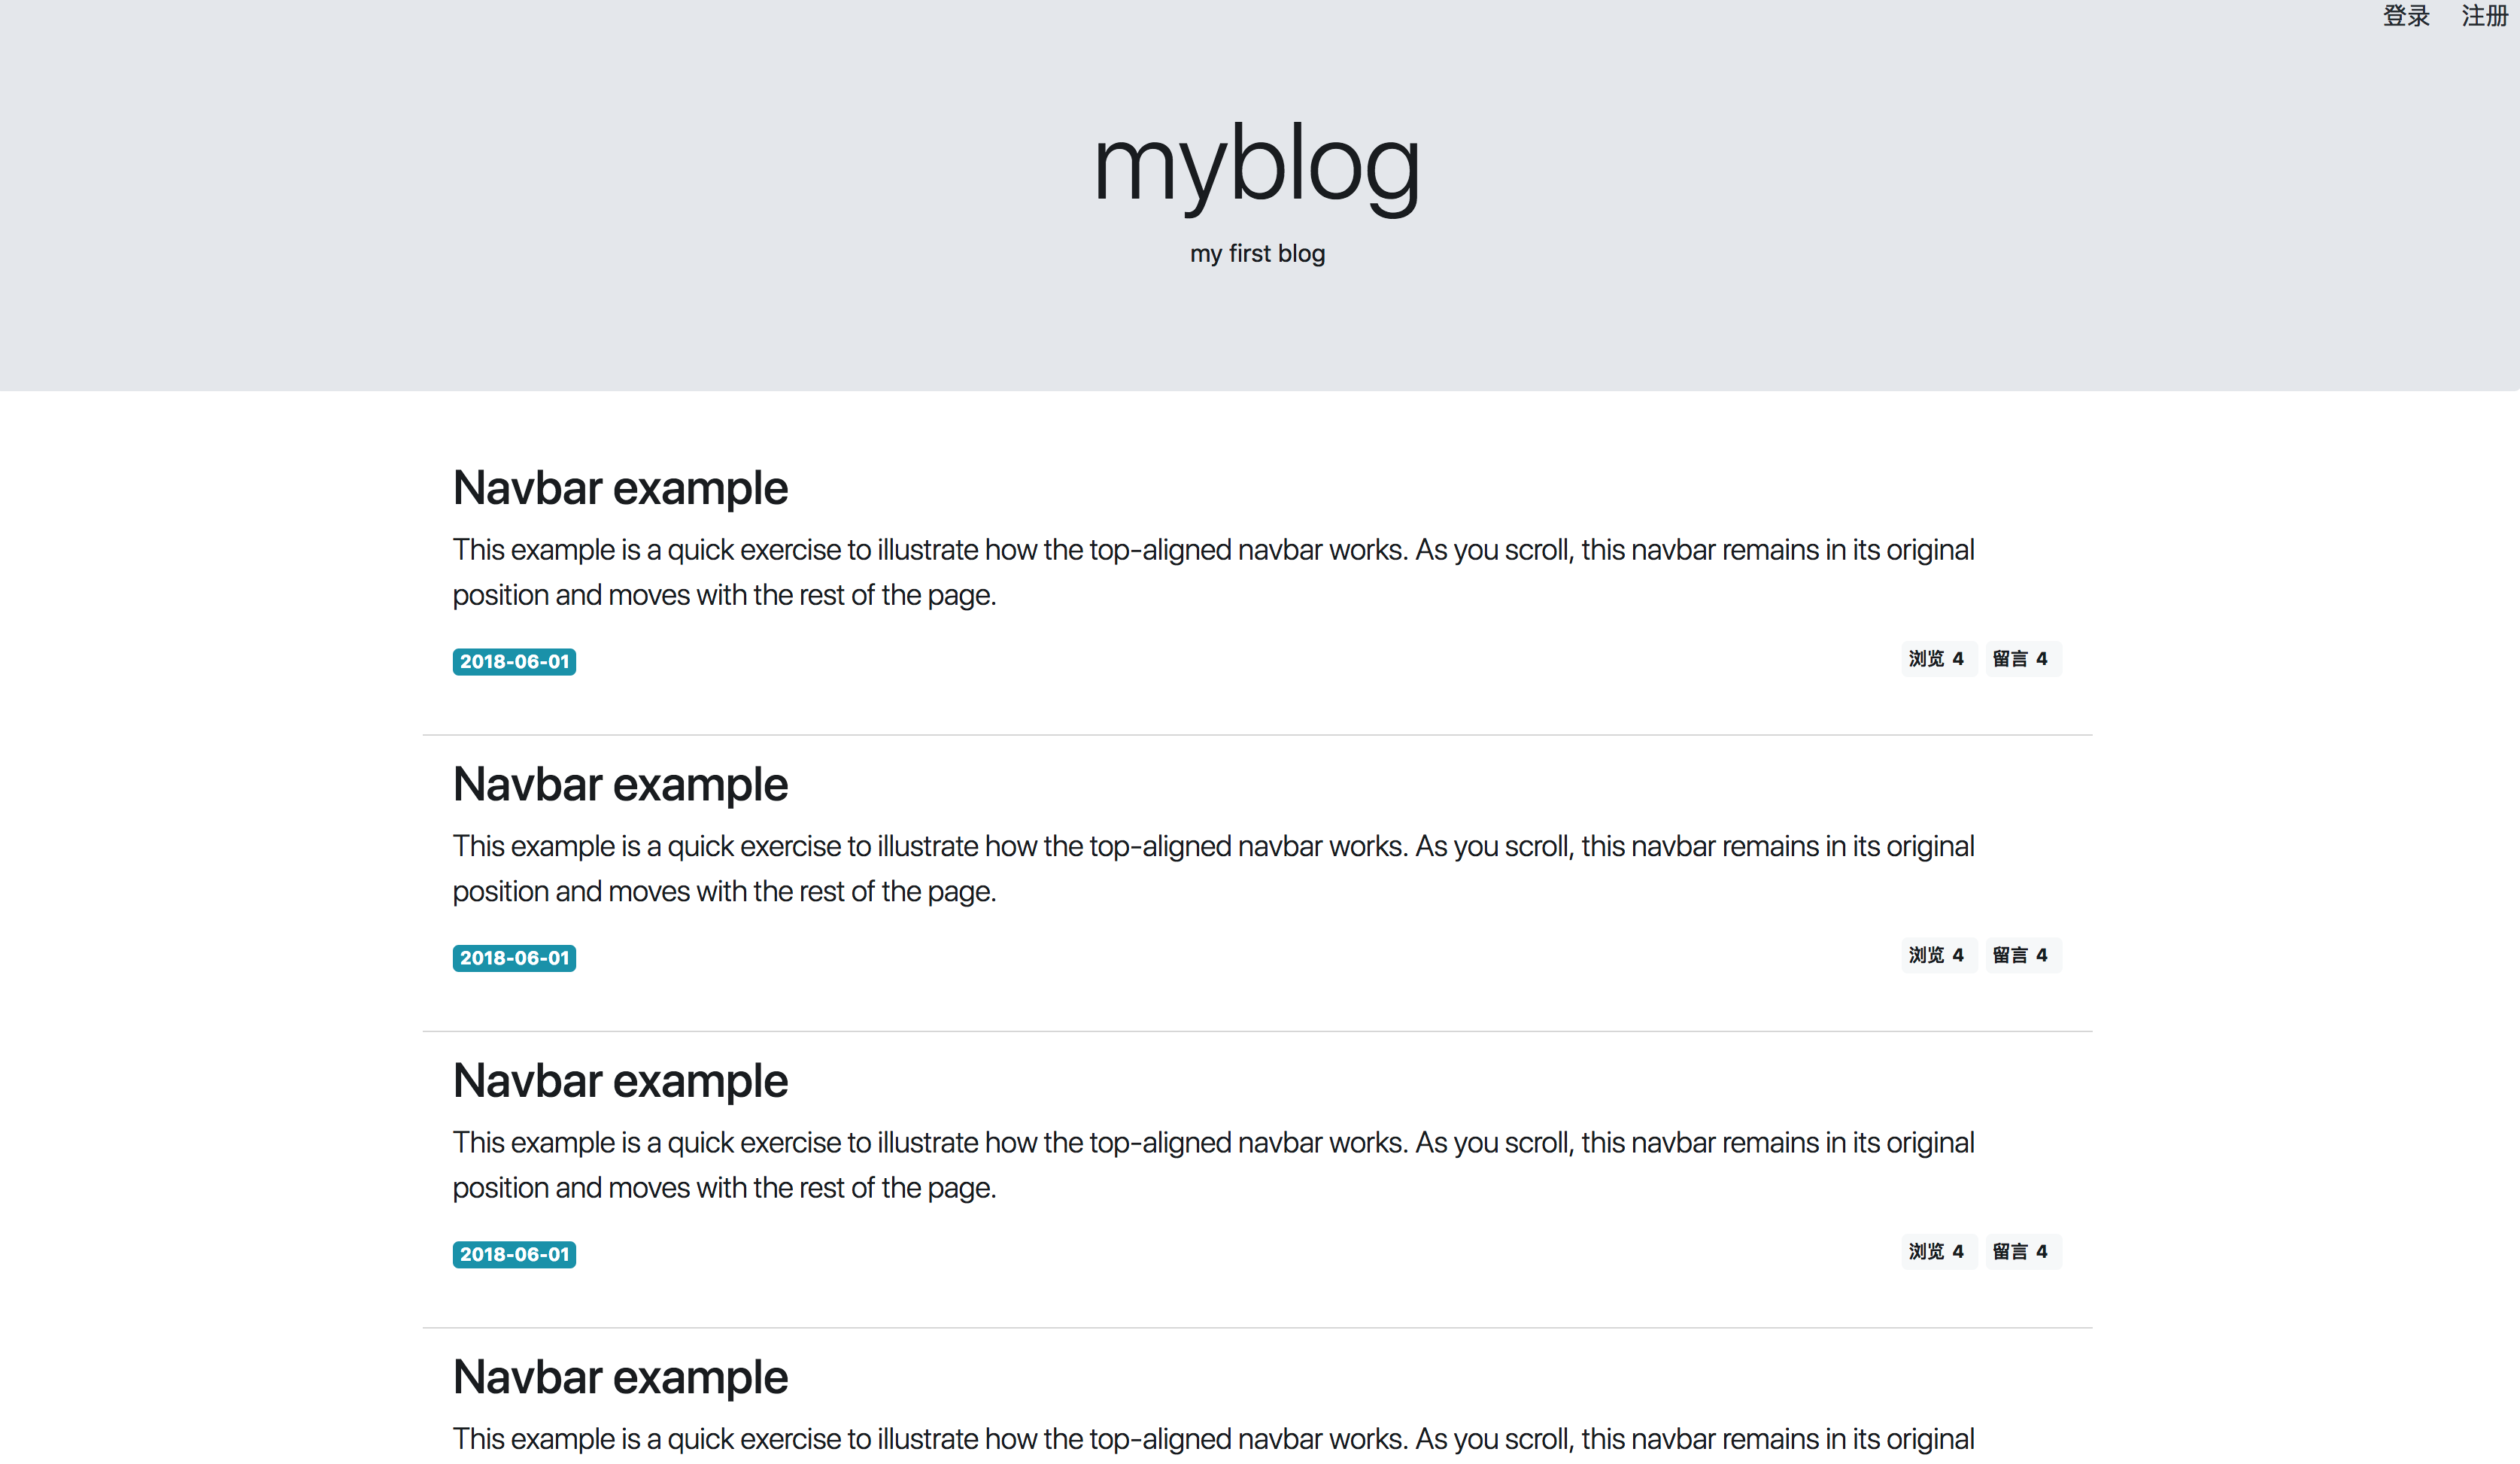 登录 注册
myblog
my first blog
Navbar example
This example is a quick exercise to illustrate how the top-aligned navbar works. As you scroll, this navbar remains in its original
position and moves with the rest of the page.
2018-06-01 浏览 4 留言 4
Navbar example
This example is a quick exercise to illustrate how the top-aligned navbar works. As you scroll, this navbar remains in its original
position and moves with the rest of the page.
2018-06-01 浏览 4 留言 4
Navbar example
This example is a quick exercise to illustrate how the top-aligned navbar works. As you scroll, this navbar remains in its original
position and moves with the rest of the page.
2018-06-01 浏览 4 留言 4
Navbar example
This example is a quick exercise to illustrate how the top-aligned navbar works. As you scroll, this navbar remains in its original